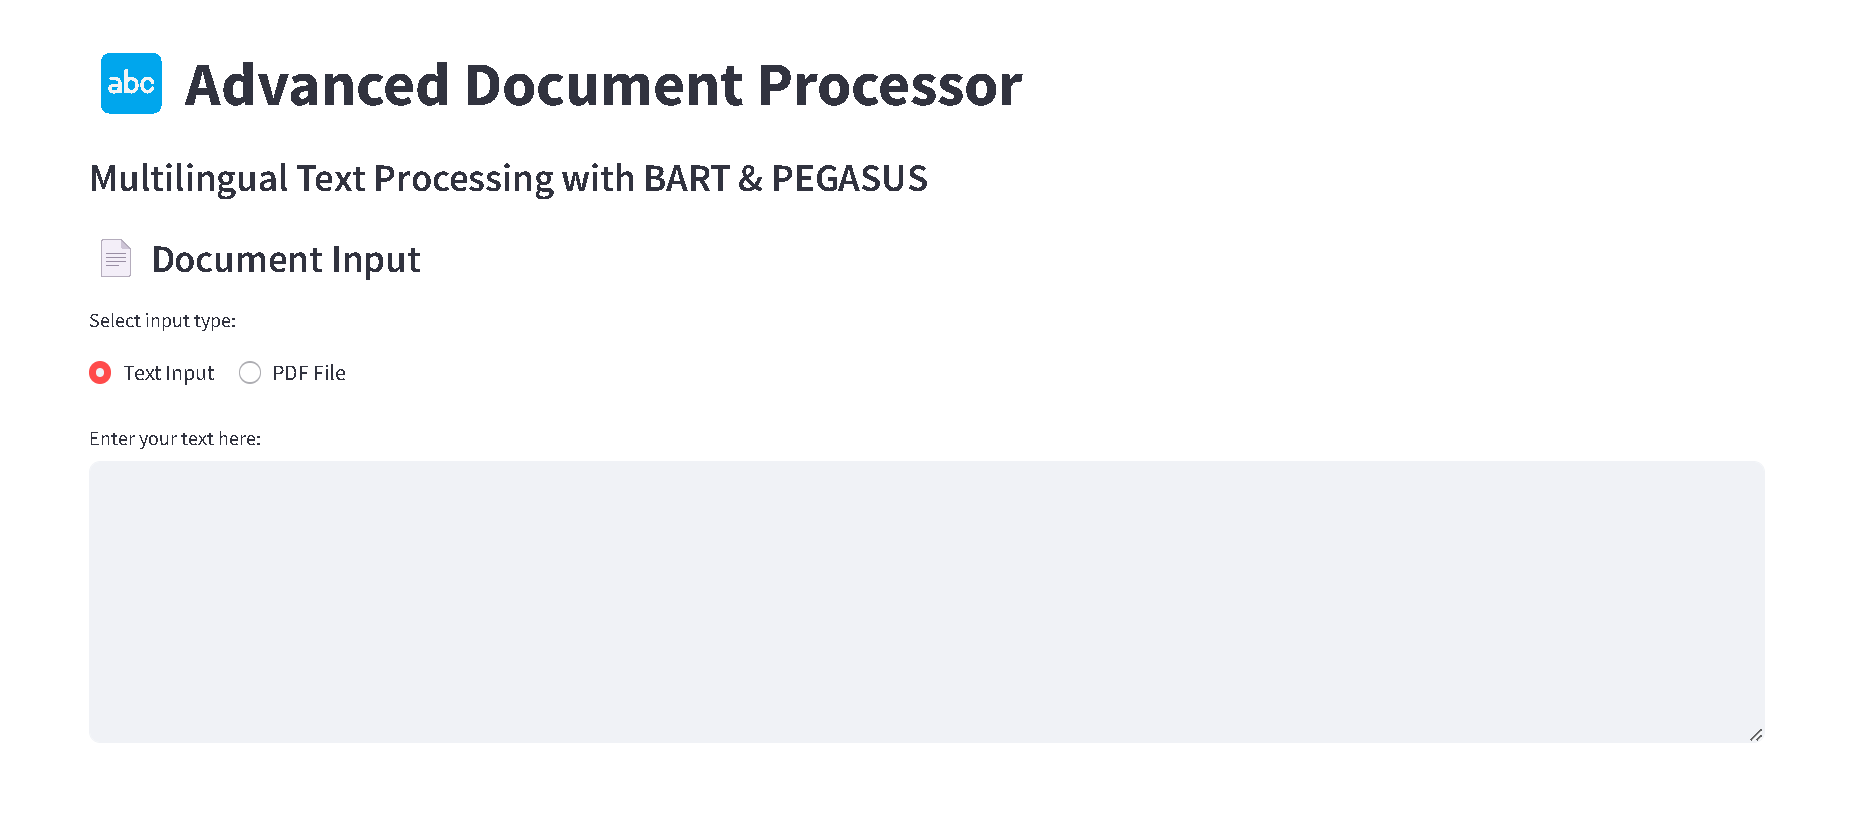 abc Advanced Document Processor
Multilingual Text Processing with BART & PEGASUS
Document Input
Select input type:
Text Input PDF File
Enter your text here: